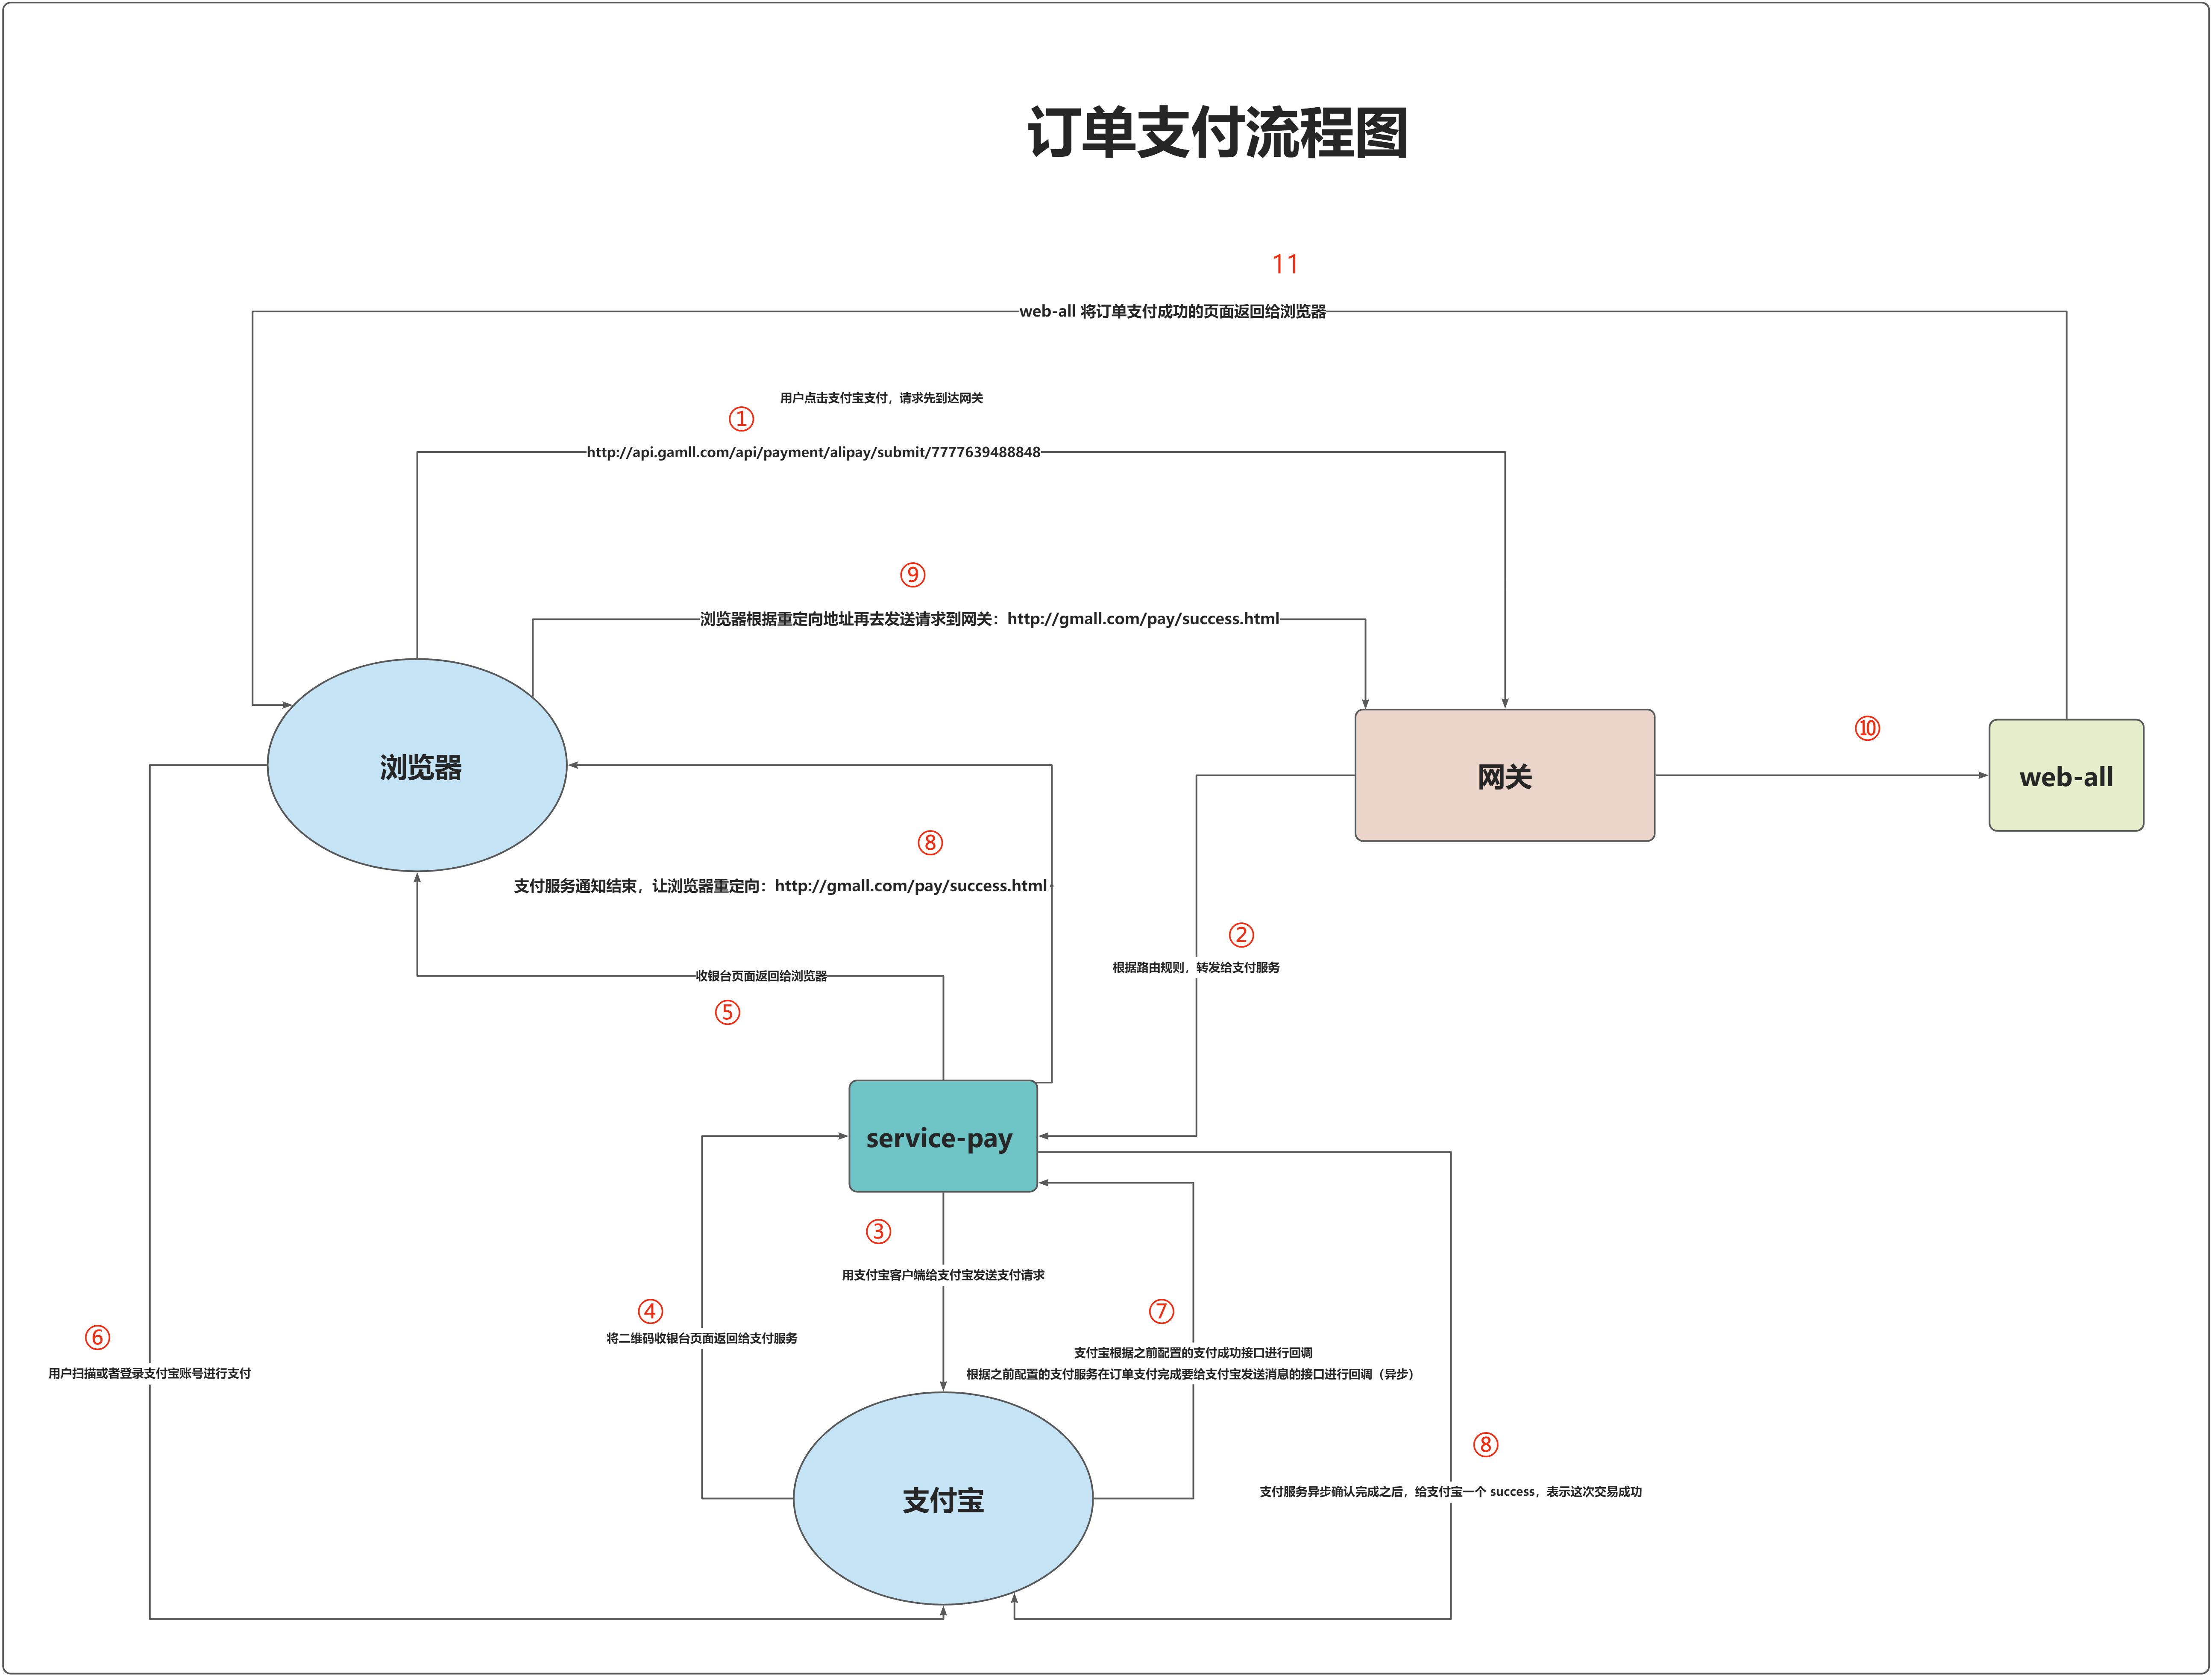 订单支付流程图
11
web-all 将订单支付成功的页面返回给浏览器
用户点击支付宝支付，请求先到达网关
①
http://api.gamll.com/api/payment/alipay/submit/7777639488848
⑨
浏览器根据重定向地址再去发送请求到网关：http://gmall.com/pay/success.html
浏览器
网关
⑩
web-all
⑧
支付服务通知结束，让浏览器重定向：http://gmall.com/pay/success.html
②
根据路由规则，转发给支付服务
收银台页面返回给浏览器
⑤
service-pay
③
用支付宝客户端给支付宝发送支付请求
④
将二维码收银台页面返回给支付服务
⑦
支付宝根据之前配置的支付成功接口进行回调
根据之前配置的支付服务在订单支付完成要给支付宝发送消息的接口进行回调（异步）
⑥
用户扫描或者登录支付宝账号进行支付
⑧
支付服务异步确认完成之后，给支付宝一个 success，表示这次交易成功
支付宝